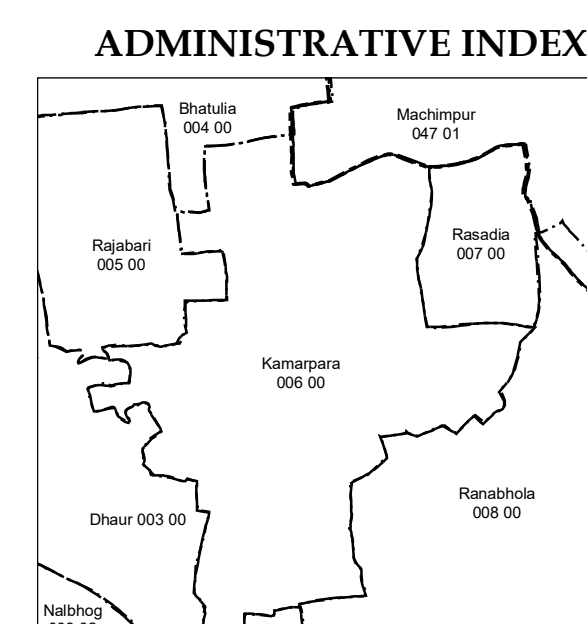 ADMINISTRATIVE INDEX
Bhatulia
004 00
Machimpur
047 01
Rajabari
005 00
Rasadia
007 00
Kamarpara
006 00
Ranabhola
008 00
Dhaur 003 00
Nalbhog